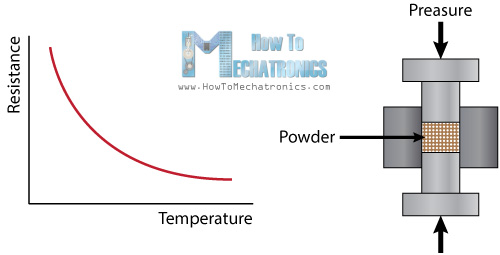 Preasure
How To
MECHATRONICS
www.HowToMechatronics.com
Resistance
Powder
Temperature